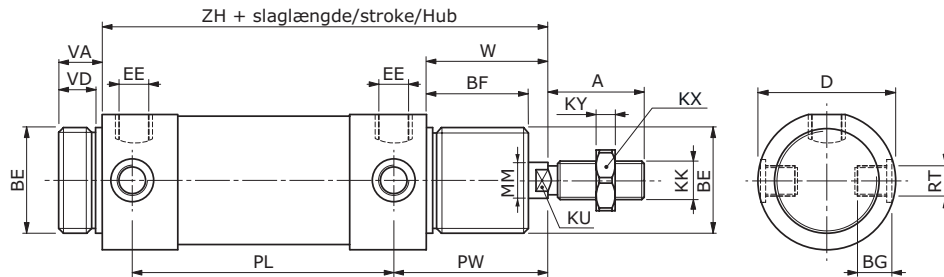 ZH + slaglængde/stroke/Hub
VA
W
VD
EE
EE
BF
A
D
KY
KX
BE
MM
KK
BE
RT
KU
BG
PL
PW